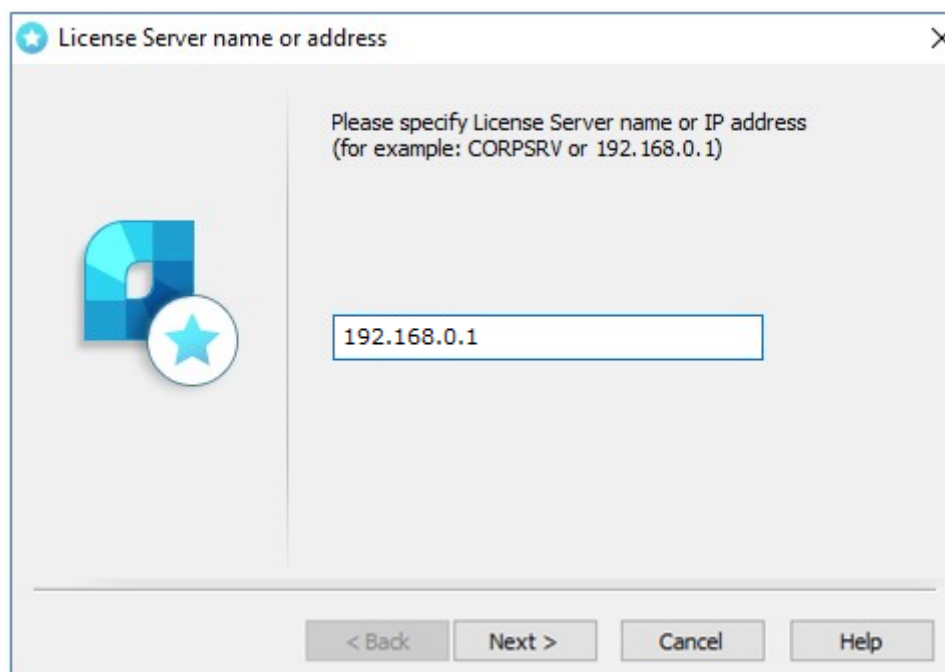 License Server name or address
Please specify License Server name or IP address
(for example: CORPSRV or 192.168.0.1)
192.168.0.1
< Back
Next >
Cancel
Help